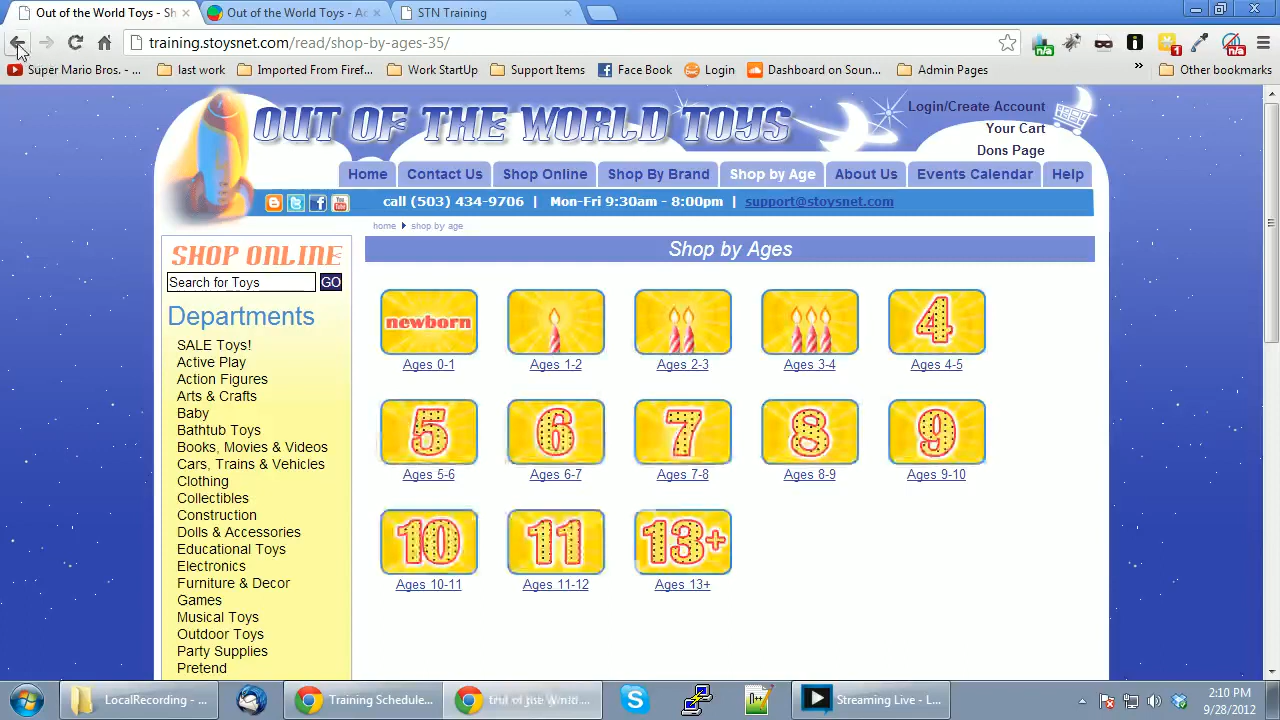 Out of the World Toys - Sh
Out of the World Toys - Ac
STN Training
training.stoysnet.com/read/shop-by-ages-35/
Super Mario Bros. - ...
last work
Imported From Firef...
Work StartUp
Support Items
Face Book
Login
Dashboard on Soun...
Admin Pages
Other bookmarks
OUT OF THE WORLD TOYS
Login/Create Account
Your Cart
Dons Page
Home
Contact Us
Shop Online
Shop By Brand
Shop by Age
About Us
Events Calendar
Help
call (503) 434-9706 | Mon-Fri 9:30am - 8:00pm | support@stoysnet.com
home shop by age
SHOP ONLINE
Search for Toys GO
Departments
SALE Toys!
Active Play
Action Figures
Arts & Crafts
Baby
Bathtub Toys
Books, Movies & Videos
Cars, Trains & Vehicles
Clothing
Collectibles
Construction
Dolls & Accessories
Educational Toys
Electronics
Furniture & Decor
Games
Musical Toys
Outdoor Toys
Party Supplies
Pretend
Shop by Ages
newborn
4
Ages 0-1
Ages 1-2
Ages 2-3
Ages 3-4
Ages 4-5
5
6
7
8
9
Ages 5-6
Ages 6-7
Ages 7-8
Ages 8-9
Ages 9-10
10
11
13+
Ages 10-11
Ages 11-12
Ages 13+
LocalRecording - ...
Training Schedule...
Streaming Live - L...
2:10 PM
9/28/2012